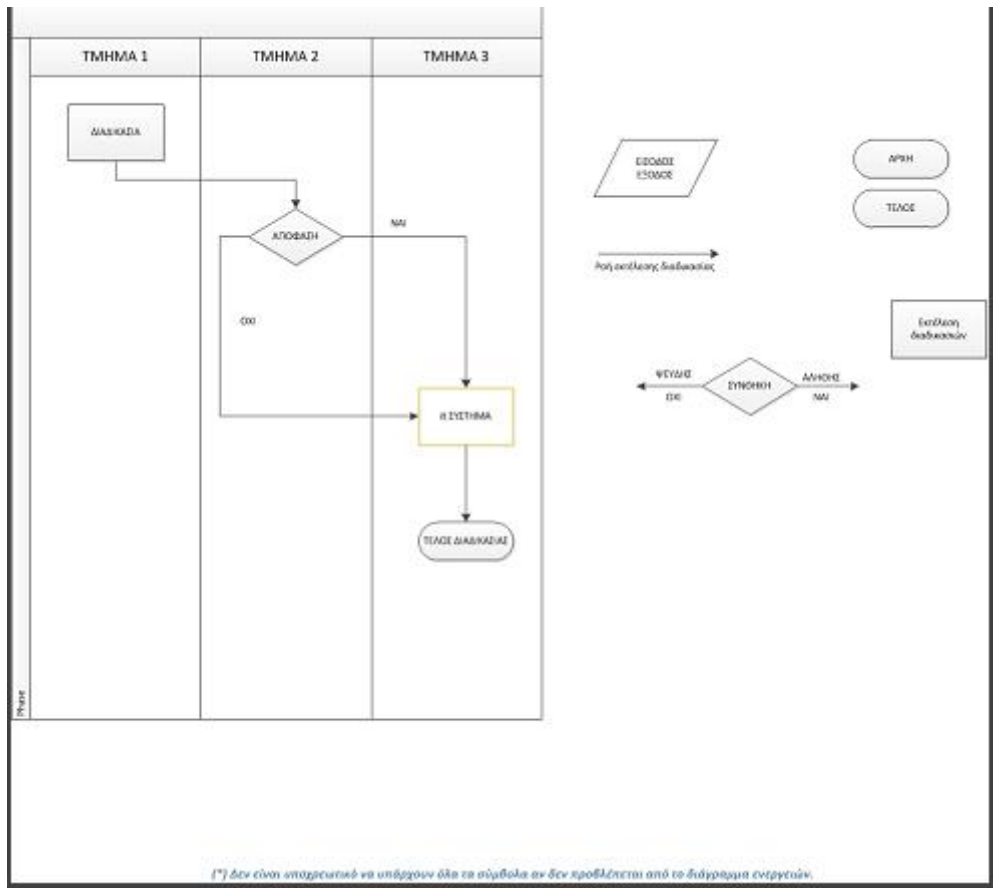 ΤΜΗΜΑ 1
ΤΜΗΜΑ 2
ΤΜΗΜΑ 3
ΔΙΑΔΙΚΑΣΙΑ
ΑΠΟΦΑΣΗ
ΝΑΙ
ΟΧΙ
it ΣΥΣΤΗΜΑ
ΤΕΛΟΣ ΔΙΑΔΙΚΑΣΙΑΣ
Phase
ΕΙΣΟΔΟΣ
ΕΞΟΔΟΣ
ΑΡΧΗ
ΤΕΛΟΣ
Ροή εκτέλεσης διαδικασίας
Εκτέλεση
διαδικασιών
ΨΕΥΔΗΣ
ΟΧΙ
ΣΥΝΘΗΚΗ
ΑΛΗΘΗΣ
ΝΑΙ
(*) Δεν είναι υποχρεωτικό να υπάρχουν όλα τα σύμβολα αν δεν προβλέπεται από το διάγραμμα ενεργειών.